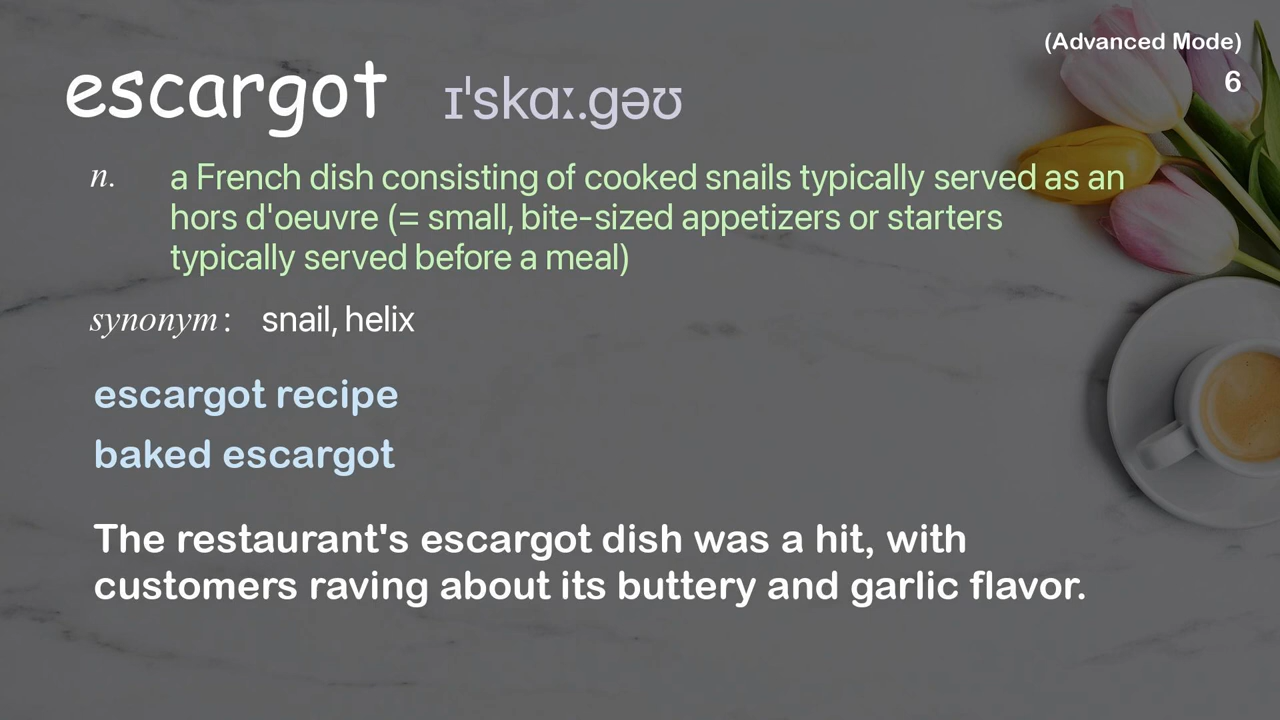 (Advanced Mode)
6
escargot ɪˈskɑː.gəʊ
n. a French dish consisting of cooked snails typically served as an
hors d'oeuvre (= small, bite-sized appetizers or starters
typically served before a meal)
synonym: snail, helix
escargot recipe
baked escargot
The restaurant's escargot dish was a hit, with
customers raving about its buttery and garlic flavor.